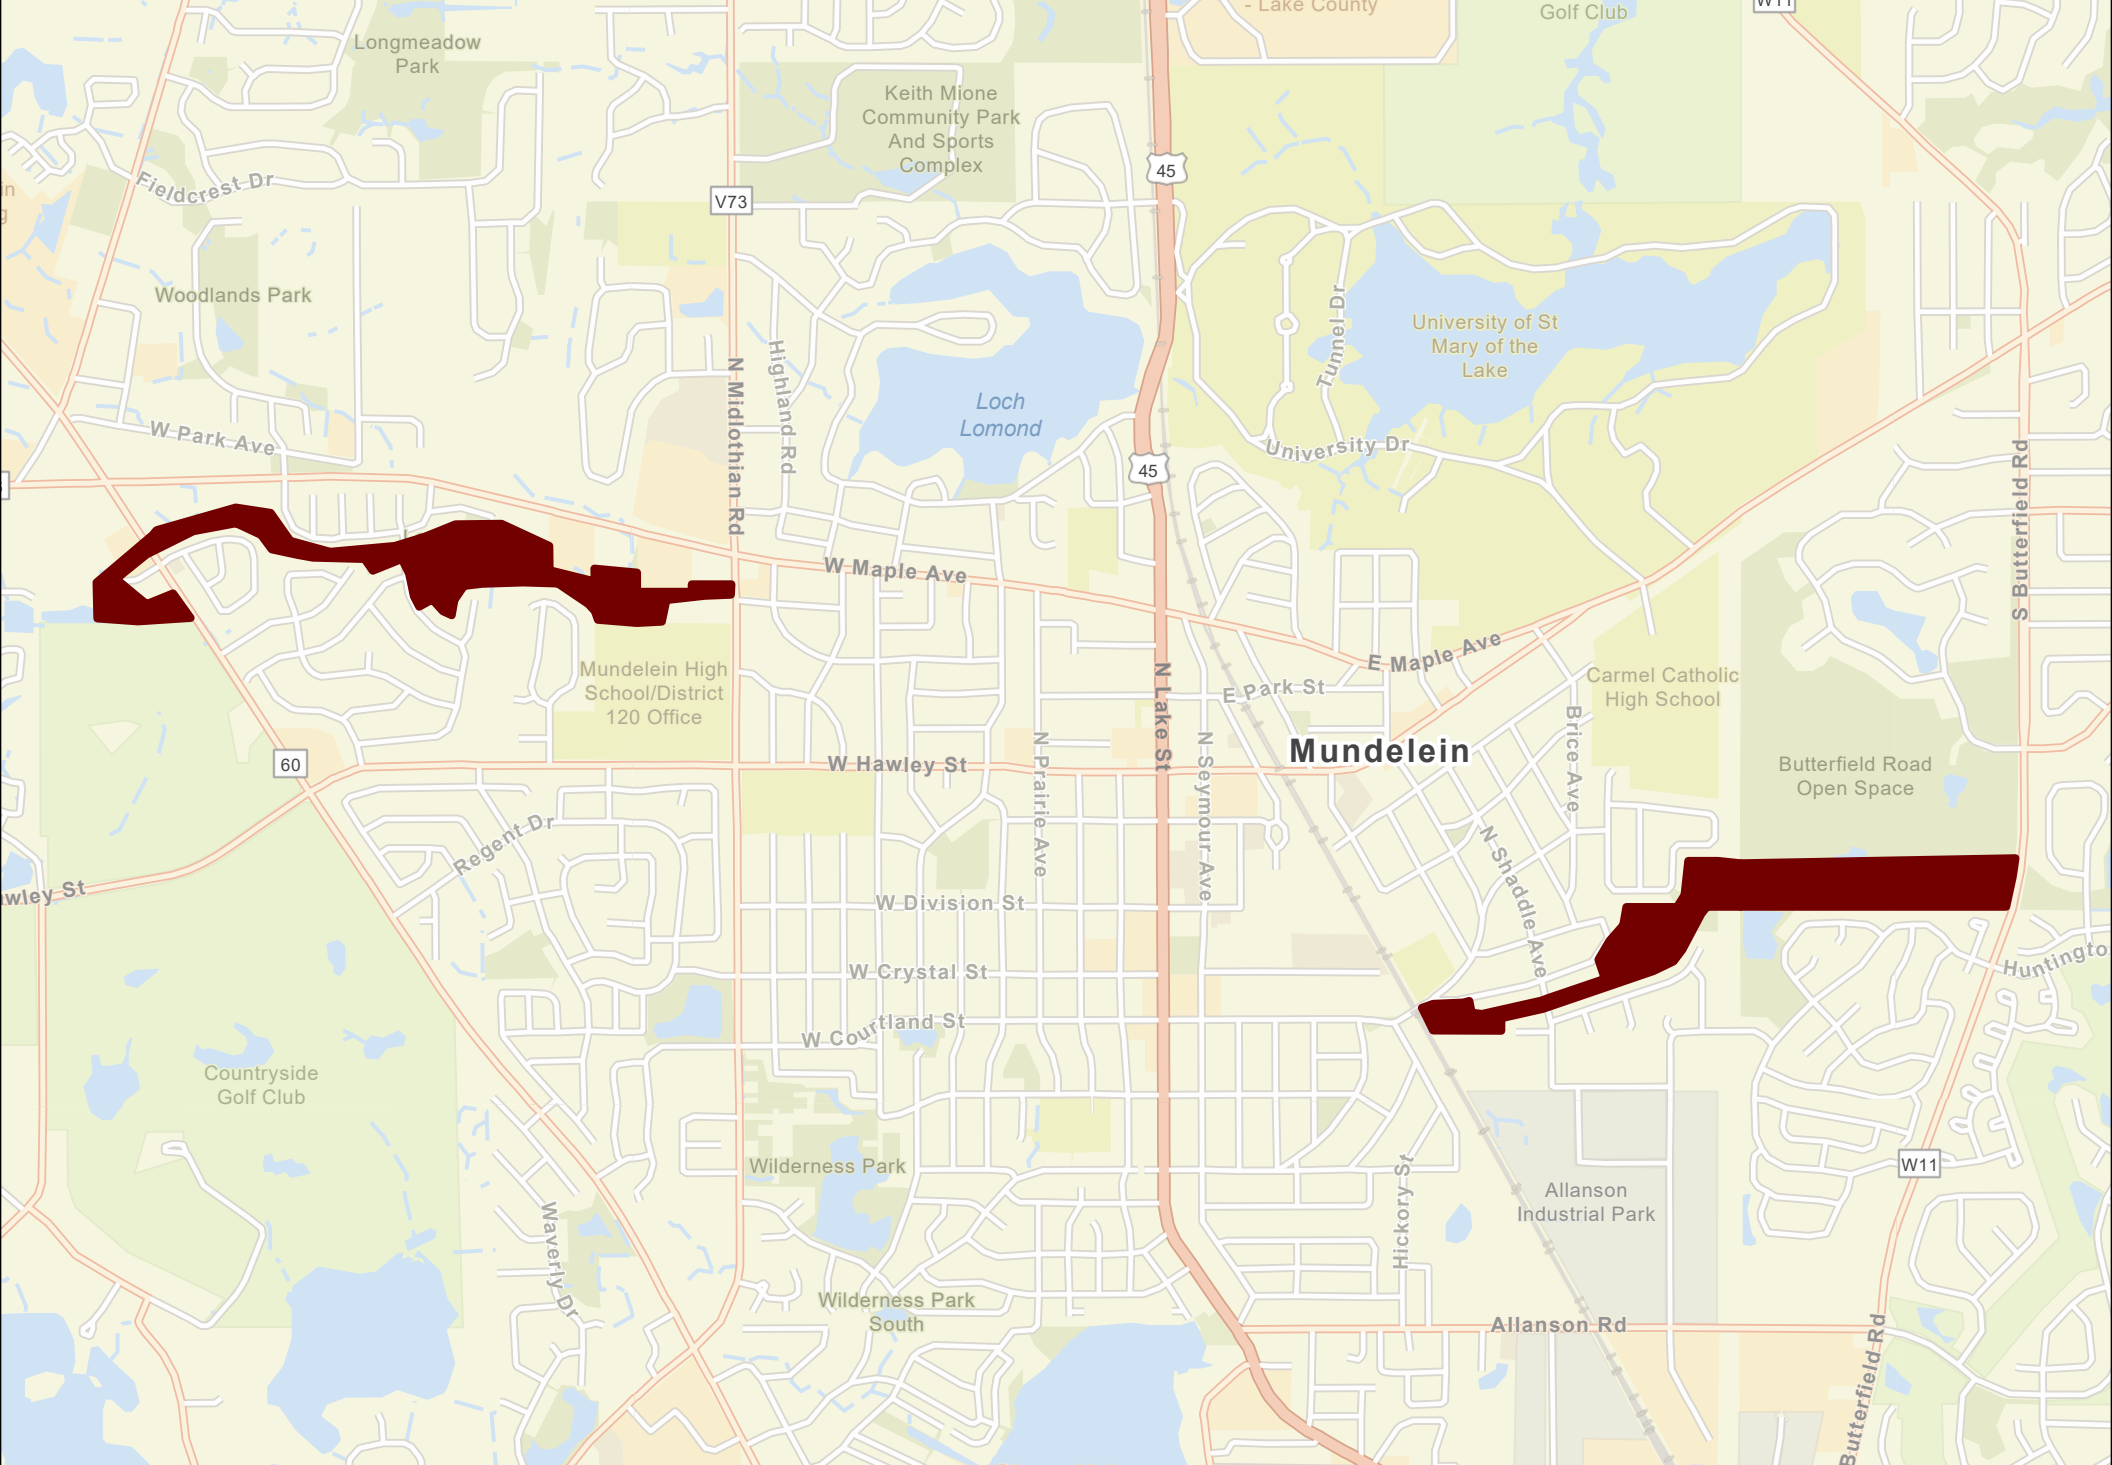 - Lake County
Golf Club
W11
Longmeadow
Park
Keith Mione
Community Park
And Sports
Complex
45
Fieldcrest Dr
in
g
V73
Woodlands Park
University of St
Mary of the
Lake
Tunnel Dr
N Midlothian Rd
Highland Rd
Loch
Lomond
W Park Ave
University Dr
45
S Butterfield Rd
W Maple Ave
E Maple Ave
Mundelein High
School/District
120 Office
N Lake St
E Park St
Carmel Catholic
High School
60
W Hawley St
N Prairie Ave
N Seymour Ave
Mundelein
Brice Ave
Butterfield Road
Open Space
Regent Dr
N Shaddle Ave
awley St
W Division St
W Crystal St
Huntingto
W Courtland St
Countryside
Golf Club
Wilderness Park
Hickory St
W11
Allanson
Industrial Park
Waverly Dr
Wilderness Park
South
Allanson Rd
Butterfield Rd